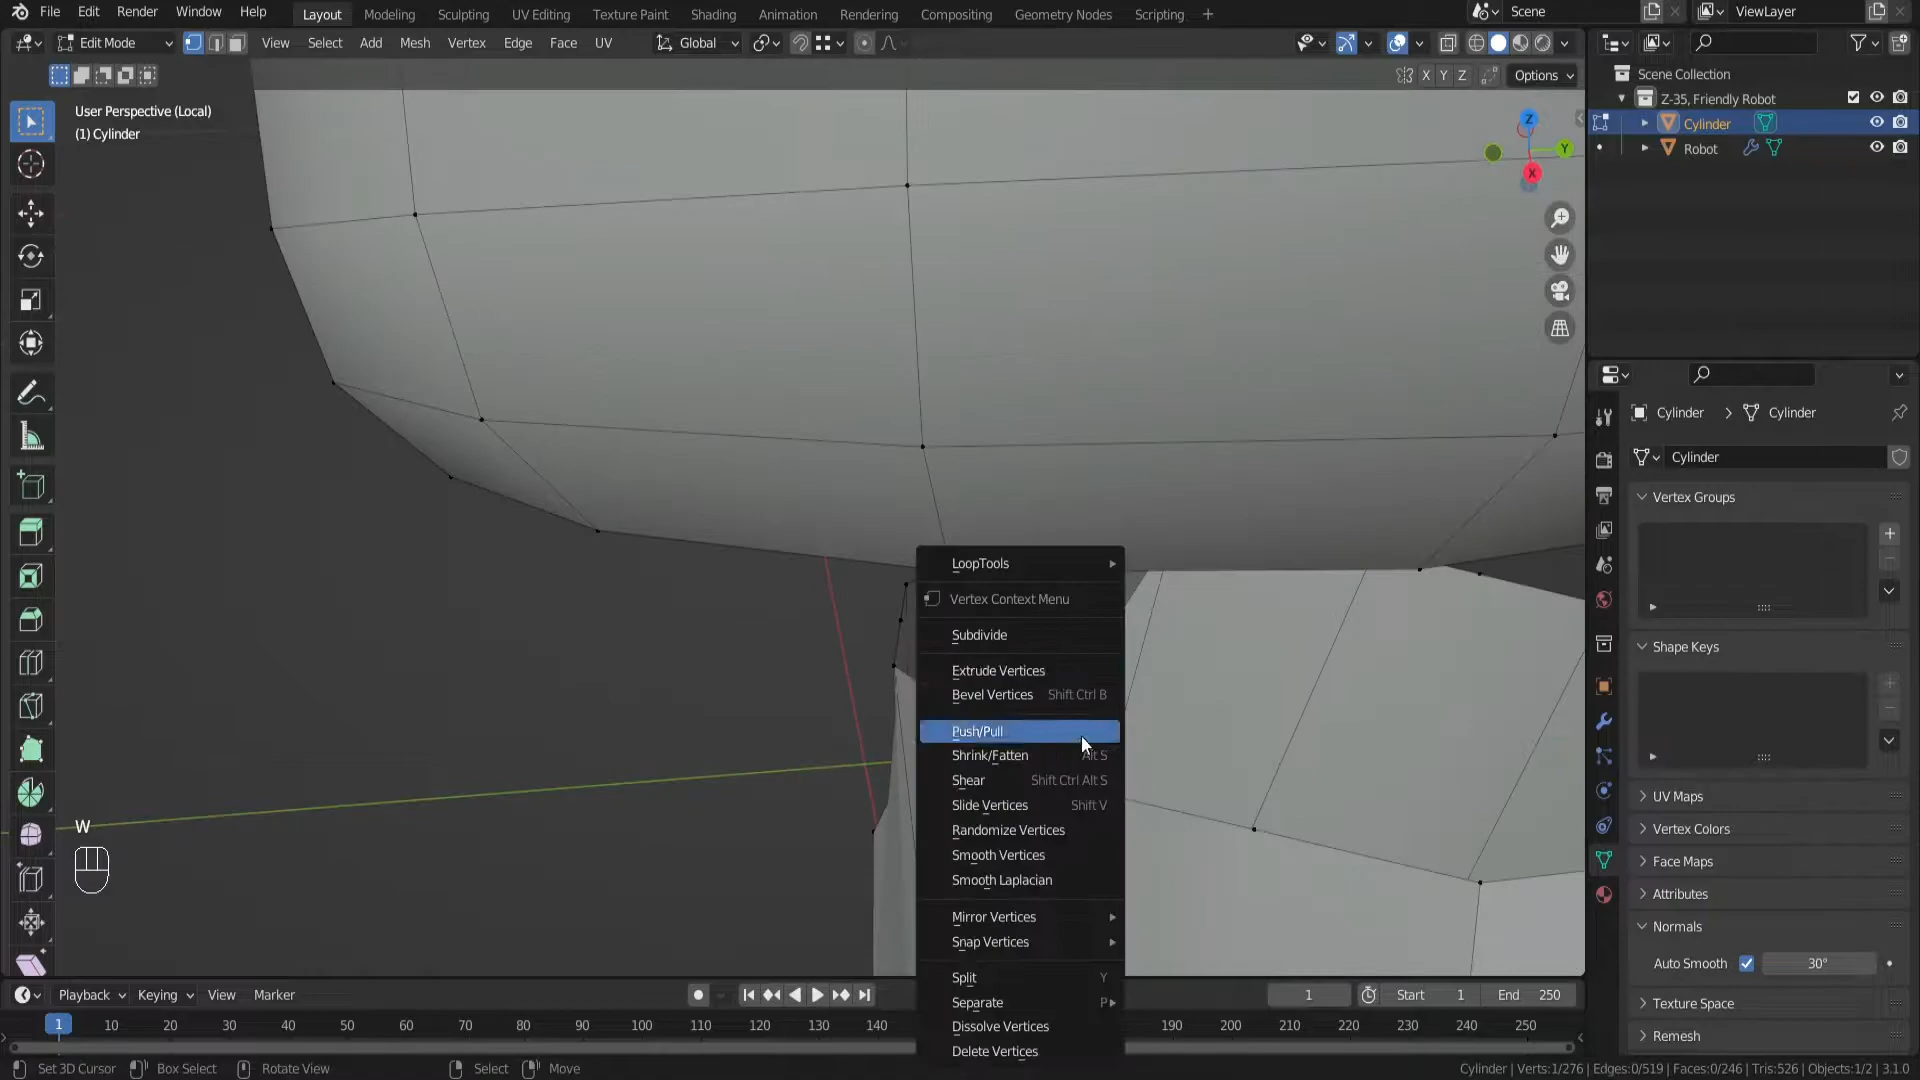 File Edit Render Window Help Layout Modeling Sculpting UV Editing Texture Paint Shading Animation Rendering Compositing Geometry Nodes Scripting + Scene ViewLayer
Edit Mode View Select Add Mesh Vertex Edge Face UV Global
X Y Z Options
User Perspective (Local)
(1) Cylinder
Z
Y
X
Scene Collection
Z-35, Friendly Robot
Cylinder
Robot
Cylinder > Cylinder
Cylinder
Vertex Groups
Shape Keys
UV Maps
Vertex Colors
Face Maps
Attributes
Normals
Auto Smooth 30°
Texture Space
Remesh
LoopTools
Vertex Context Menu
Subdivide
Extrude Vertices
Bevel Vertices Shift Ctrl B
Push/Pull
Shrink/Fatten Alt S
Shear Shift Ctrl Alt S
Slide Vertices Shift V
Randomize Vertices
Smooth Vertices
Smooth Laplacian
Mirror Vertices
Snap Vertices
Split Y
Separate P
Dissolve Vertices
Delete Vertices
W
Playback Keying View Marker 1 Start 1 End 250
1 10 20 30 40 50 60 70 80 90 100 110 120 130 140 190 200 210 220 230 240 250
Set 3D Cursor Box Select Rotate View Select Move Cylinder | Verts:1/276 | Edges:0/519 | Faces:0/246 | Tris:526 | Objects:1/2 | 3.1.0